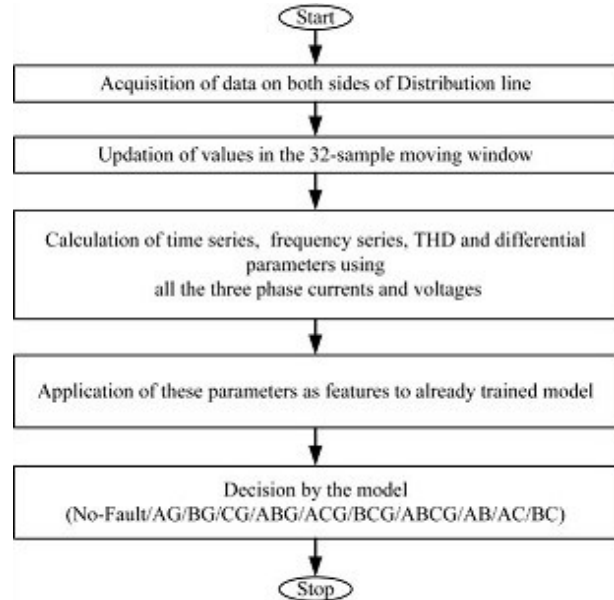 Start
Acquisition of data on both sides of Distribution line
Updation of values in the 32-sample moving window
Calculation of time series, frequency series, THD and differential
parameters using
all the three phase currents and voltages
Application of these parameters as features to already trained model
Decision by the model
(No-Fault/AG/BG/CG/ABG/ACG/BCG/ABCG/AB/AC/BC)
Stop